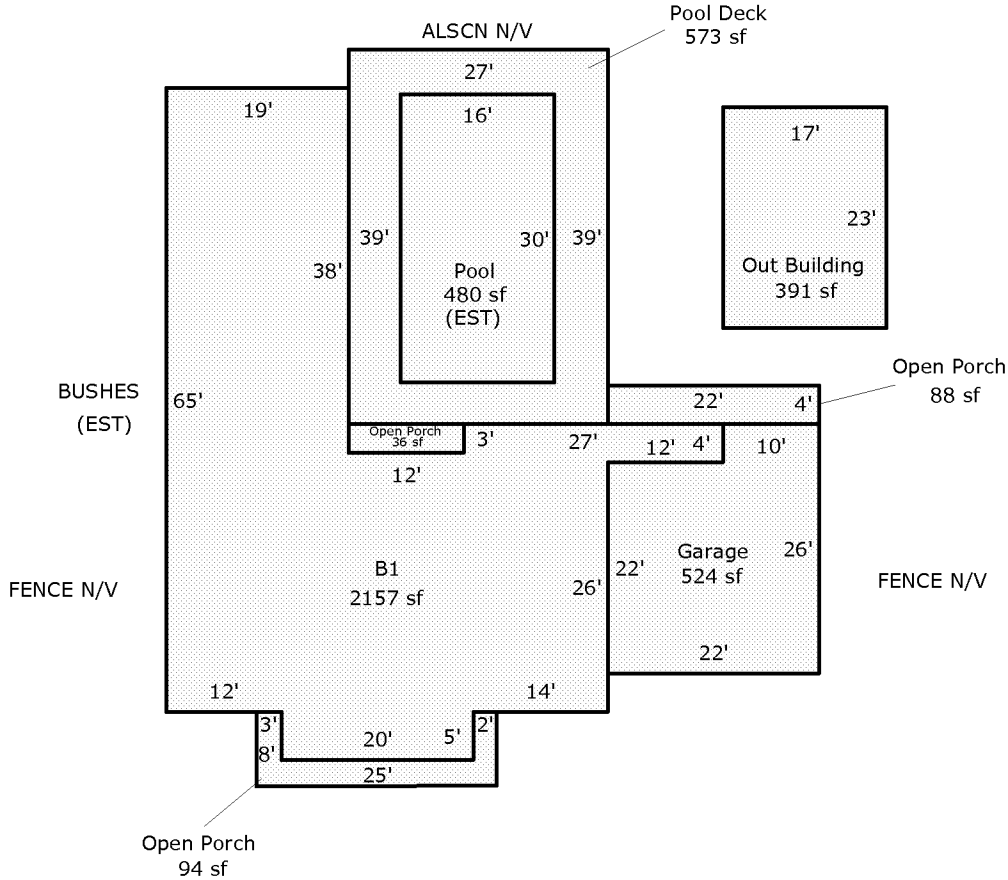 Pool Deck
573 sf
ALSCN N/V
27'
19'
16'
17'
23'
39'
30'
39'
38'
Pool
480 sf
(EST)
Out Building
391 sf
Open Porch
88 sf
BUSHES
(EST)
65'
22'
4'
Open Porch
36 sf
3'
27'
12'
4'
10'
12'
Garage
524 sf
26'
B1
2157 sf
26'
22'
FENCE N/V
FENCE N/V
22'
12'
14'
3'
2'
20'
5'
8'
25'
Open Porch
94 sf